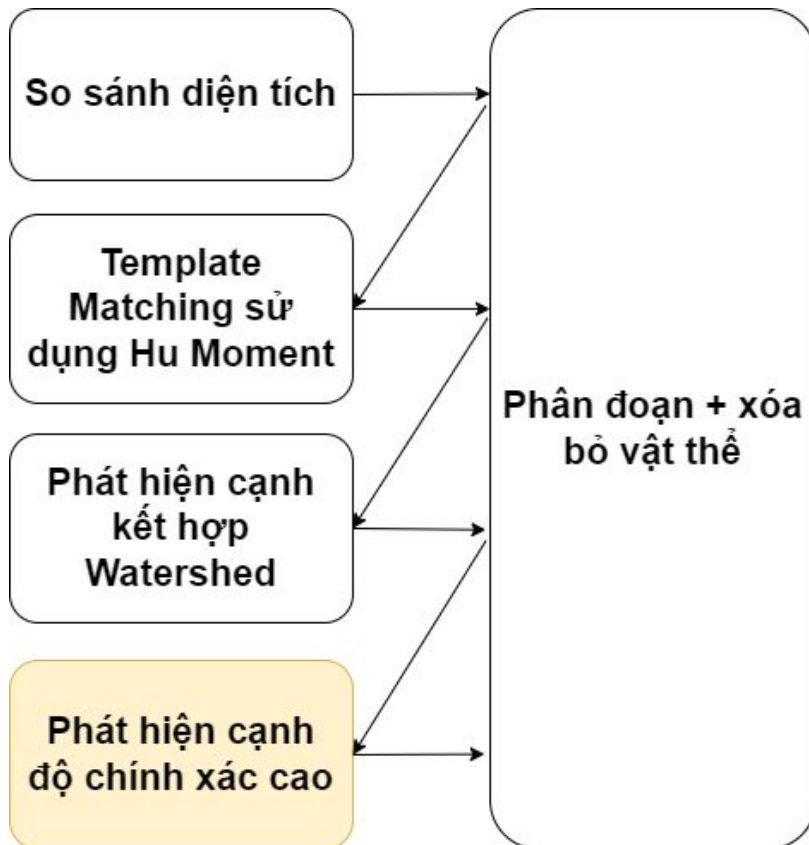 So sánh diện tích
Template
Matching sử
dụng Hu Moment
Phát hiện cạnh
kết hợp
Watershed
Phát hiện cạnh
độ chính xác cao
Phân đoạn + xóa
bỏ vật thể